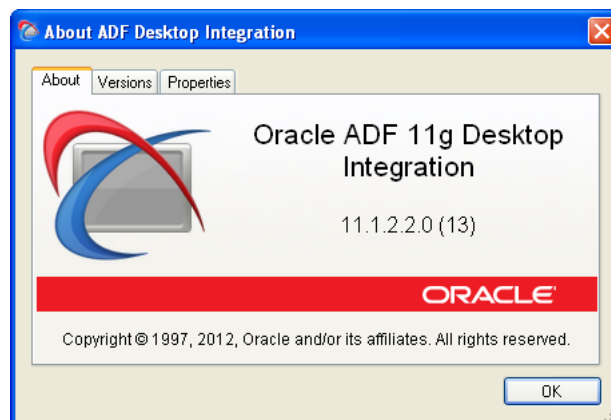 About ADF Desktop Integration
About Versions Properties
Oracle ADF 11g Desktop
Integration
11.1.2.2.0 (13)
ORACLE
Copyright © 1997, 2012, Oracle and/or its affiliates. All rights reserved.
OK